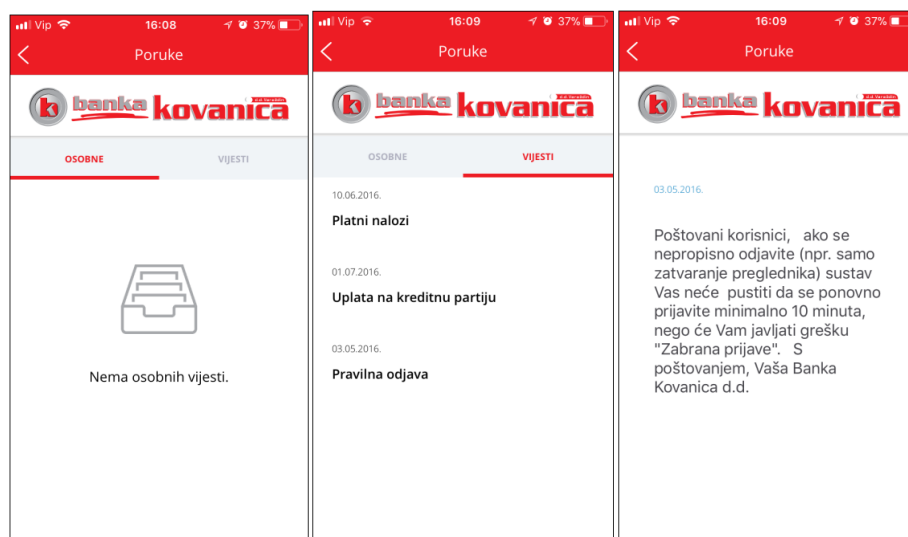 Vip 16:08 37%
Poruke
banka kovanica
OSOBNE VIJESTI
Nema osobnih vijesti.
Vip 16:09 37%
Poruke
banka kovanica
OSOBNE VIJESTI
10.06.2016.
Platni nalozi
01.07.2016.
Uplata na kreditnu partiju
03.05.2016.
Pravilna odjava
Vip 16:09 37%
Poruke
banka kovanica
03.05.2016.
Poštovani korisnici, ako se
nepropisno odjavite (npr. samo
zatvaranje preglednika) sustav
Vas neće pustiti da se ponovno
prijavite minimalno 10 minuta,
nego će Vam javljati grešku
"Zabrana prijave". S
poštovanjem, Vaša Banka
Kovanica d.d.